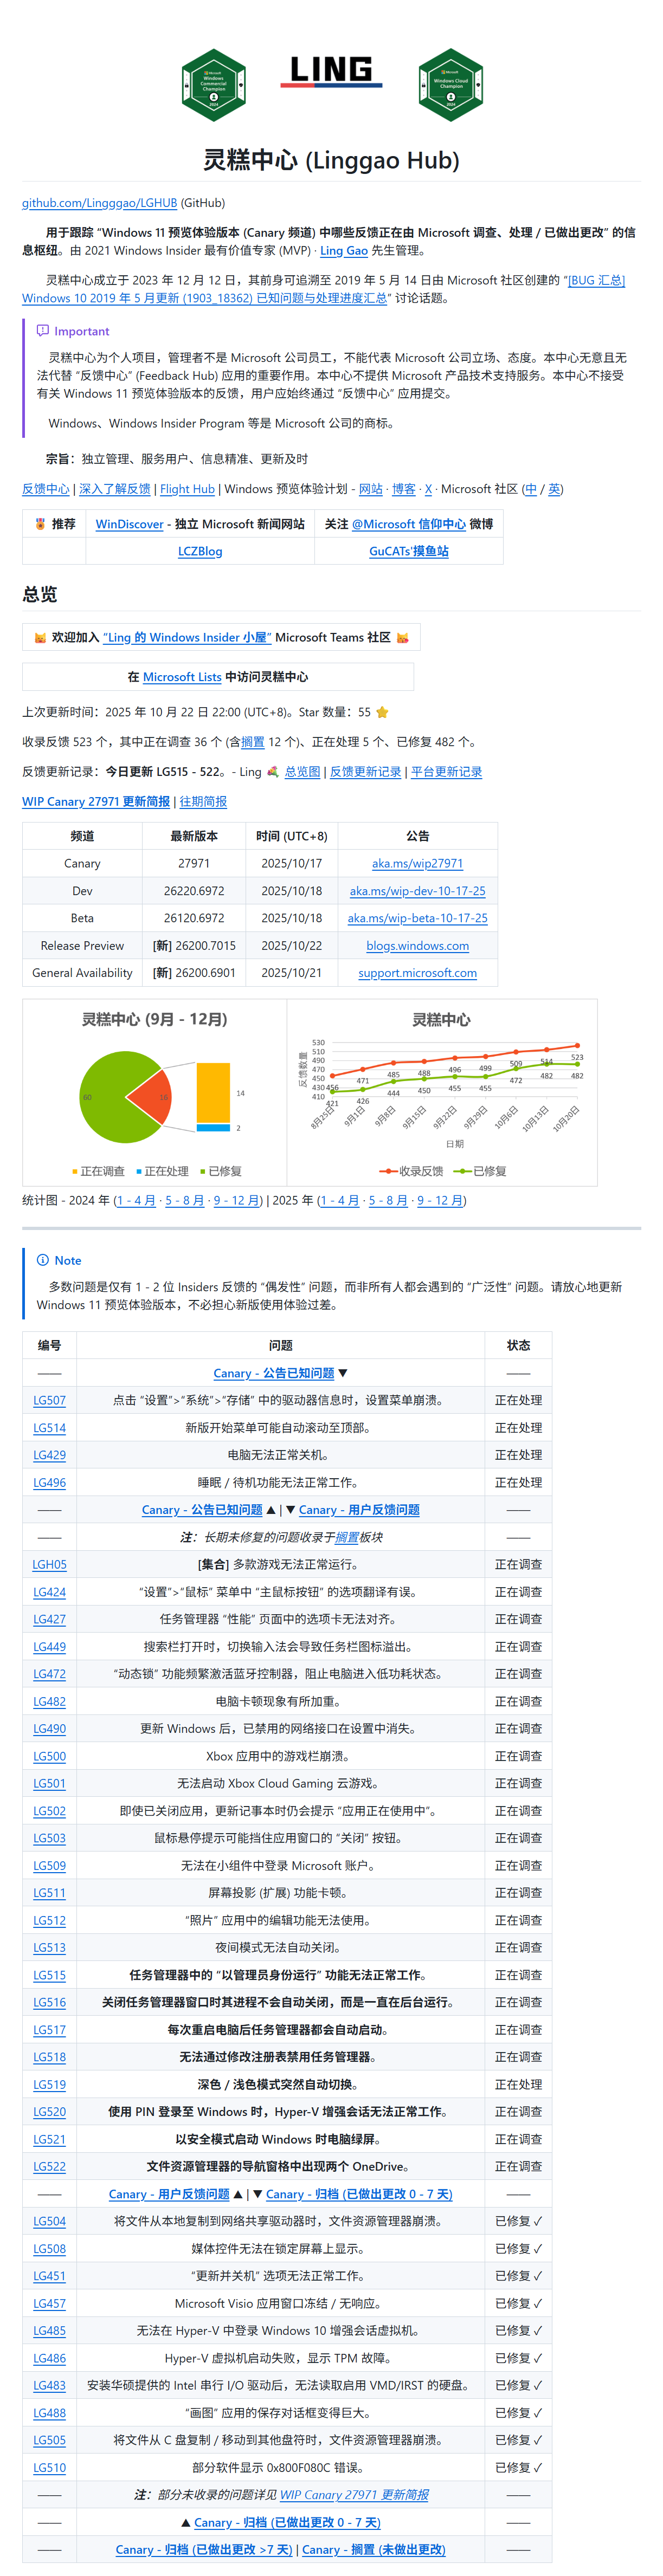 Microsoft
Windows
Commercial
Champion
2024
LING
Microsoft
Windows Cloud
Champion
2024
灵糕中心 (Linggao Hub)
github.com/Lingggao/LGHUB (GitHub)
用于跟踪 “Windows 11 预览体验版本 (Canary 频道) 中哪些反馈正在由 Microsoft 调查、处理 / 已做出更改” 的信
息枢纽。由 2021 Windows Insider 最有价值专家 (MVP) · Ling Gao 先生管理。
灵糕中心成立于 2023 年 12 月 12 日，其前身可追溯至 2019 年 5 月 14 日由 Microsoft 社区创建的 “[BUG 汇总]
Windows 10 2019 年 5 月更新 (1903_18362) 已知问题与处理进度汇总” 讨论话题。
Important
灵糕中心为个人项目，管理者不是 Microsoft 公司员工，不能代表 Microsoft 公司立场、态度。本中心无意且无
法代替 “反馈中心” (Feedback Hub) 应用的重要作用。本中心不提供 Microsoft 产品技术支持服务。本中心不接受
有关 Windows 11 预览体验版本的反馈，用户应始终通过 “反馈中心” 应用提交。
Windows、Windows Insider Program 等是 Microsoft 公司的商标。
宗旨：独立管理、服务用户、信息精准、更新及时
反馈中心 | 深入了解反馈 | Flight Hub | Windows 预览体验计划 - 网站 · 博客 · X · Microsoft 社区 (中 / 英)
🏅 推荐 WinDiscover - 独立 Microsoft 新闻网站 关注 @Microsoft 信仰中心 微博
LCZBlog GuCATs'摸鱼站
总览
欢迎加入 “Ling 的 Windows Insider 小屋” Microsoft Teams 社区
在 Microsoft Lists 中访问灵糕中心
上次更新时间：2025 年 10 月 22 日 22:00 (UTC+8)。Star 数量：55 ⭐
收录反馈 523 个，其中正在调查 36 个 (含搁置 12 个)、正在处理 5 个、已修复 482 个。
反馈更新记录：今日更新 LG515 - 522。- Ling 总览图 | 反馈更新记录 | 平台更新记录
WIP Canary 27971 更新简报 | 往期简报
频道 最新版本 时间 (UTC+8) 公告
Canary 27971 2025/10/17 aka.ms/wip27971
Dev 26220.6972 2025/10/18 aka.ms/wip-dev-10-17-25
Beta 26120.6972 2025/10/18 aka.ms/wip-beta-10-17-25
Release Preview [新] 26200.7015 2025/10/22 blogs.windows.com
General Availability [新] 26200.6901 2025/10/21 support.microsoft.com
灵糕中心 (9月 - 12月)
60
16
14
2
正在调查 正在处理 已修复
灵糕中心
反馈数量
530
510
490
470
450
430
410
456 471 485 488 496 499 509 514 523
421 426 444 450 455 455 472 482 482
8月25日 9月1日 9月8日 9月15日 9月22日 9月29日 10月6日 10月13日 10月20日
日期
收录反馈 已修复
统计图 - 2024 年 (1 - 4 月 · 5 - 8 月 · 9 - 12 月) | 2025 年 (1 - 4 月 · 5 - 8 月 · 9 - 12 月)
Note
多数问题是仅有 1 - 2 位 Insiders 反馈的 “偶发性” 问题，而非所有人都会遇到的 “广泛性” 问题。请放心地更新
Windows 11 预览体验版本，不必担心新版使用体验过差。
编号 问题 状态
—— Canary - 公告已知问题 ▼ ——
LG507 点击 “设置”>“系统”>“存储” 中的驱动器信息时，设置菜单崩溃。 正在处理
LG514 新版开始菜单可能自动滚动至顶部。 正在处理
LG429 电脑无法正常关机。 正在处理
LG496 睡眠 / 待机功能无法正常工作。 正在处理
—— Canary - 公告已知问题 ▲ | ▼ Canary - 用户反馈问题 ——
—— 注：长期未修复的问题收录于搁置板块 ——
LGH05 [集合] 多款游戏无法正常运行。 正在调查
LG424 “设置”>“鼠标” 菜单中 “主鼠标按钮” 的选项翻译有误。 正在调查
LG427 任务管理器 “性能” 页面中的选项卡无法对齐。 正在调查
LG449 搜索栏打开时，切换输入法会导致任务栏图标溢出。 正在调查
LG472 “动态锁” 功能频繁激活蓝牙控制器，阻止电脑进入低功耗状态。 正在调查
LG482 电脑卡顿现象有所加重。 正在调查
LG490 更新 Windows 后，已禁用的网络接口在设置中消失。 正在调查
LG500 Xbox 应用中的游戏栏崩溃。 正在调查
LG501 无法启动 Xbox Cloud Gaming 云游戏。 正在调查
LG502 即使已关闭应用，更新记事本时仍会提示 “应用正在使用中”。 正在调查
LG503 鼠标悬停提示可能挡住应用窗口的 “关闭” 按钮。 正在调查
LG509 无法在小组件中登录 Microsoft 账户。 正在调查
LG511 屏幕投影 (扩展) 功能卡顿。 正在调查
LG512 “照片” 应用中的编辑功能无法使用。 正在调查
LG513 夜间模式无法自动关闭。 正在调查
LG515 任务管理器中的 “以管理员身份运行” 功能无法正常工作。 正在调查
LG516 关闭任务管理器窗口时其进程不会自动关闭，而是一直在后台运行。 正在调查
LG517 每次重启电脑后任务管理器都会自动启动。 正在调查
LG518 无法通过修改注册表禁用任务管理器。 正在调查
LG519 深色 / 浅色模式突然自动切换。 正在处理
LG520 使用 PIN 登录至 Windows 时，Hyper-V 增强会话无法正常工作。 正在调查
LG521 以安全模式启动 Windows 时电脑绿屏。 正在调查
LG522 文件资源管理器的导航窗格中出现两个 OneDrive。 正在调查
—— Canary - 用户反馈问题 ▲ | ▼ Canary - 归档 (已做出更改 0 - 7 天) ——
LG504 将文件从本地复制到网络共享驱动器时，文件资源管理器崩溃。 已修复 ✓
LG508 媒体控件无法在锁定屏幕上显示。 已修复 ✓
LG451 “更新并关机” 选项无法正常工作。 已修复 ✓
LG457 Microsoft Visio 应用窗口冻结 / 无响应。 已修复 ✓
LG485 无法在 Hyper-V 中登录 Windows 10 增强会话虚拟机。 已修复 ✓
LG486 Hyper-V 虚拟机启动失败，显示 TPM 故障。 已修复 ✓
LG483 安装华硕提供的 Intel 串行 I/O 驱动后，无法读取启用 VMD/IRST 的硬盘。 已修复 ✓
LG488 “画图” 应用的保存对话框变得巨大。 已修复 ✓
LG505 将文件从 C 盘复制 / 移动到其他盘符时，文件资源管理器崩溃。 已修复 ✓
LG510 部分软件显示 0x800F080C 错误。 已修复 ✓
—— 注：部分未收录的问题详见 WIP Canary 27971 更新简报 ——
—— ▲ Canary - 归档 (已做出更改 0 - 7 天) ——
—— Canary - 归档 (已做出更改 >7 天) | Canary - 搁置 (未做出更改) ——